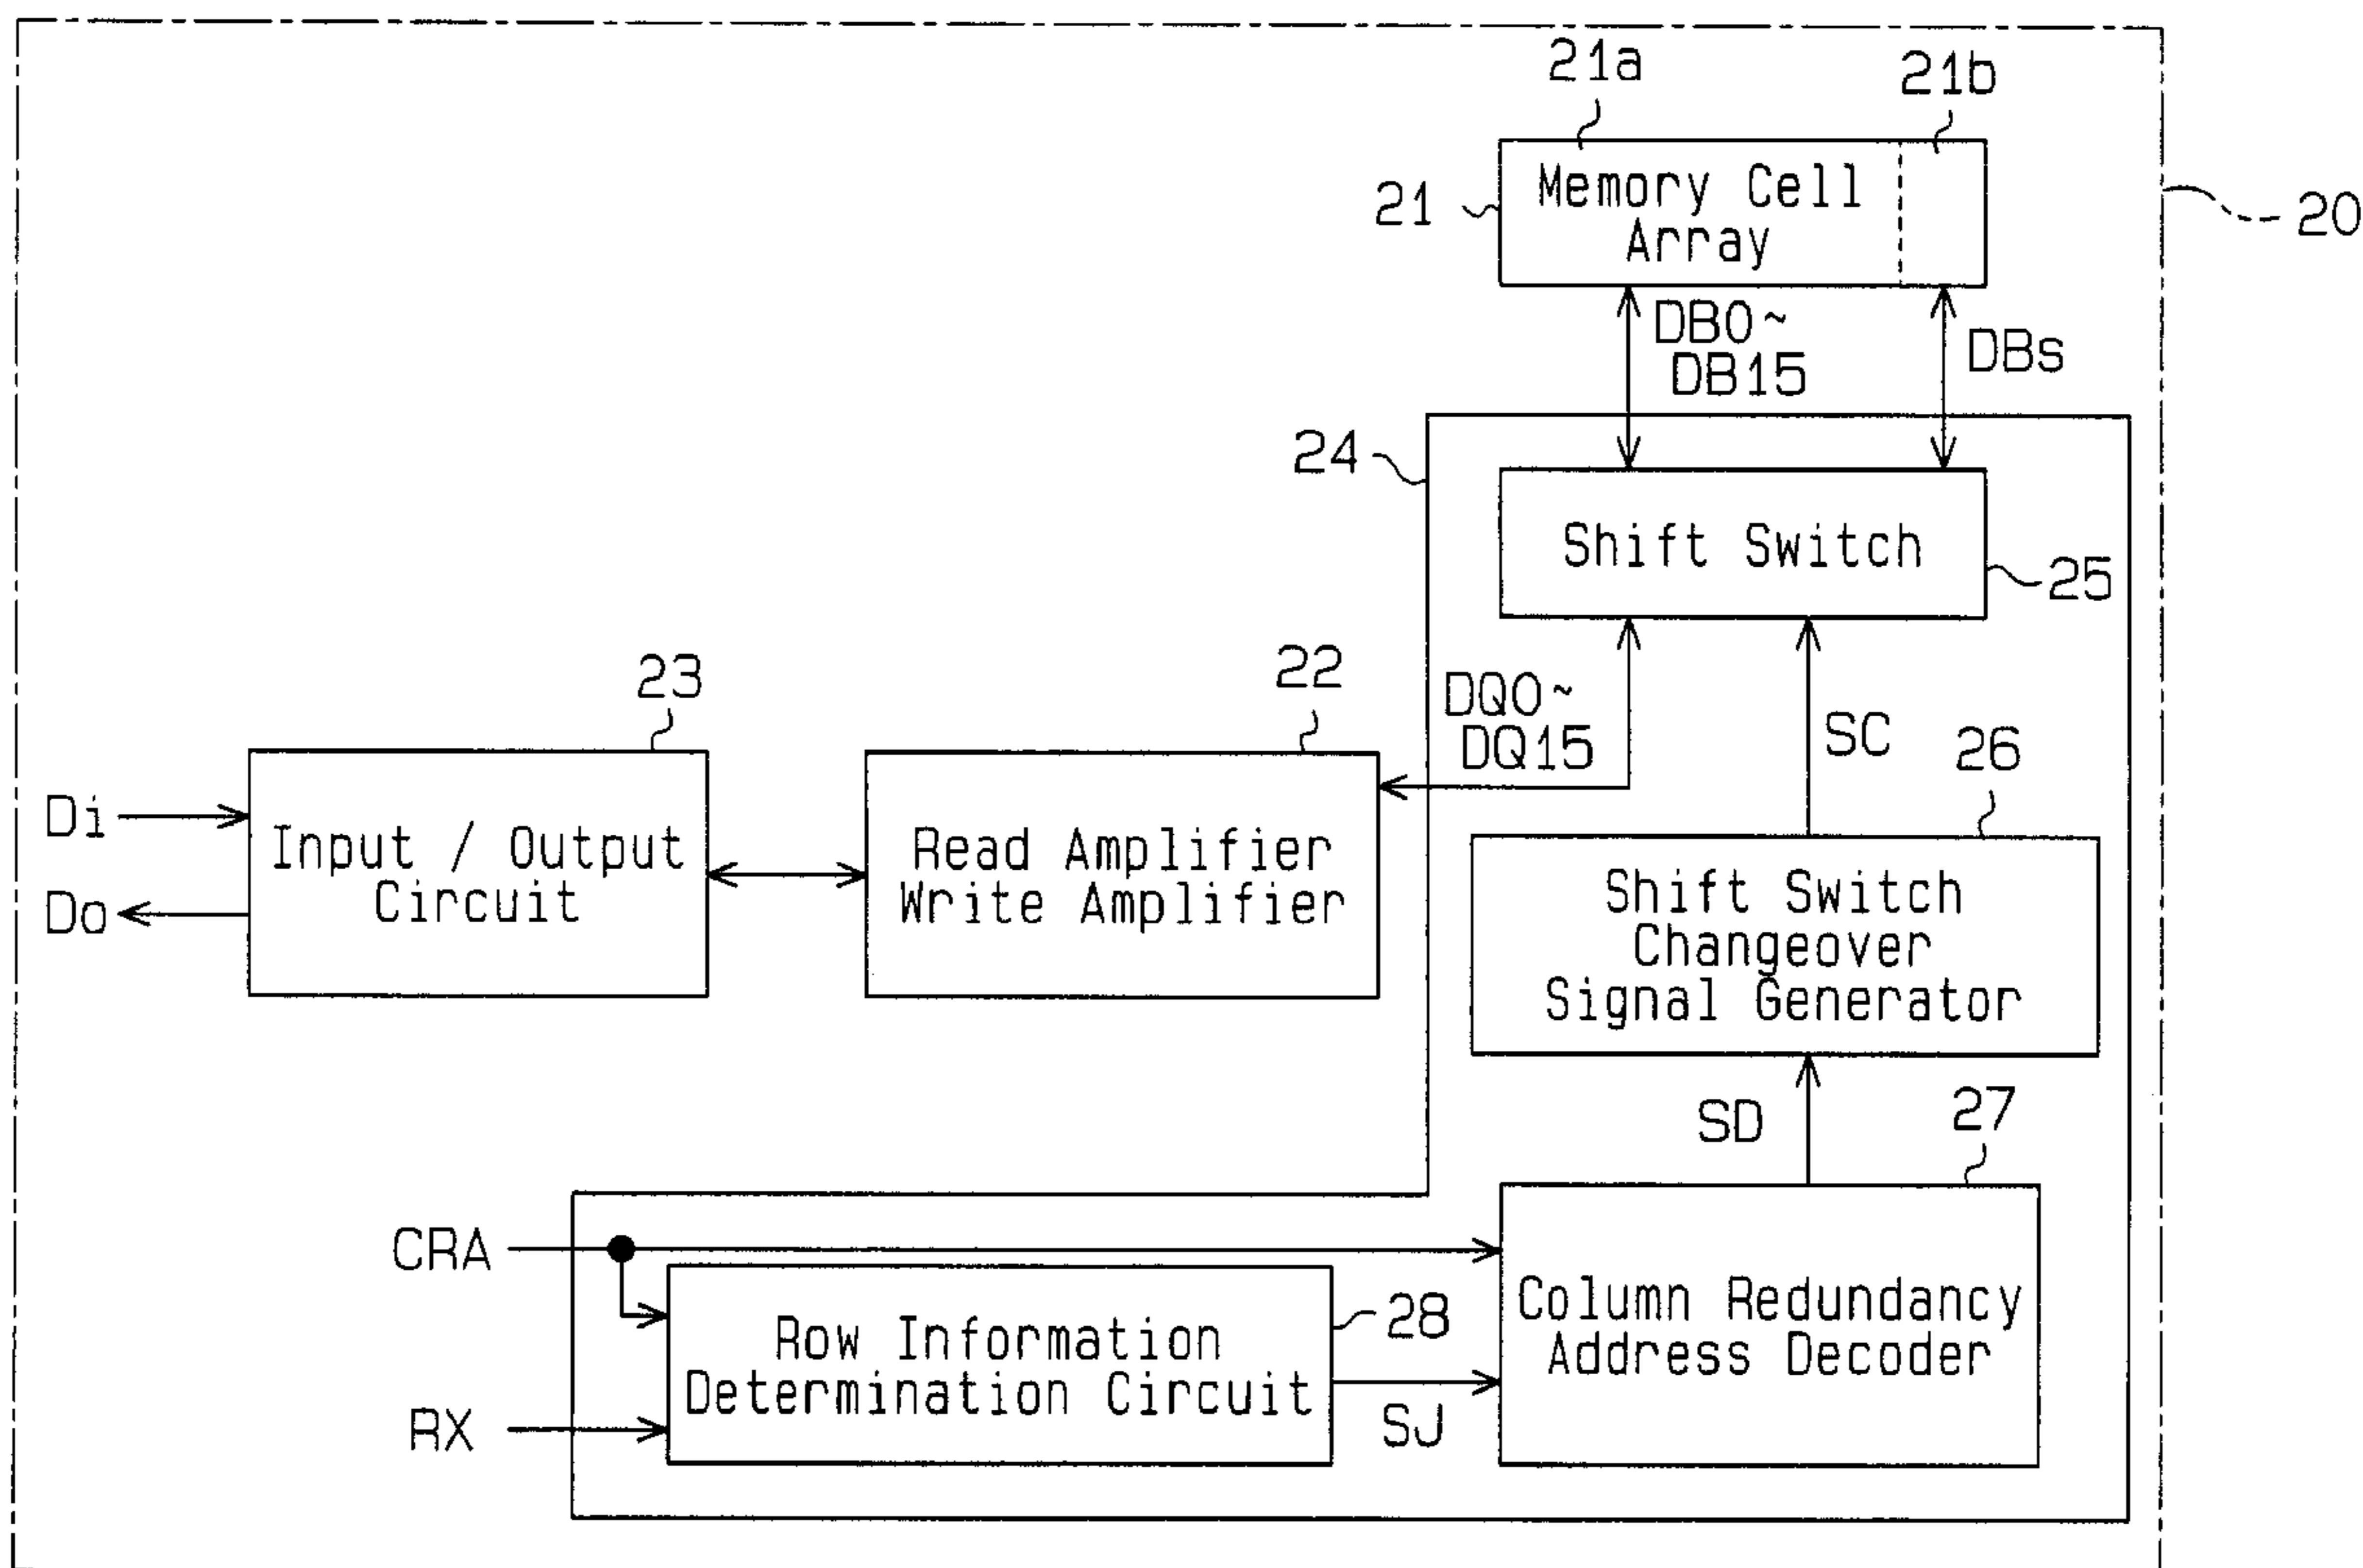 21a
21b
21
Memory Cell
Array
20
DB0~
DB15
DBs
24
Shift Switch
25
23
22
DQ0~
DQ15
SC
26
Di
Do
Input / Output
Circuit
Read Amplifier
Write Amplifier
Shift Switch
Changeover
Signal Generator
SD
27
CRA
RX
Row Information
Determination Circuit
28
SJ
Column Redundancy
Address Decoder